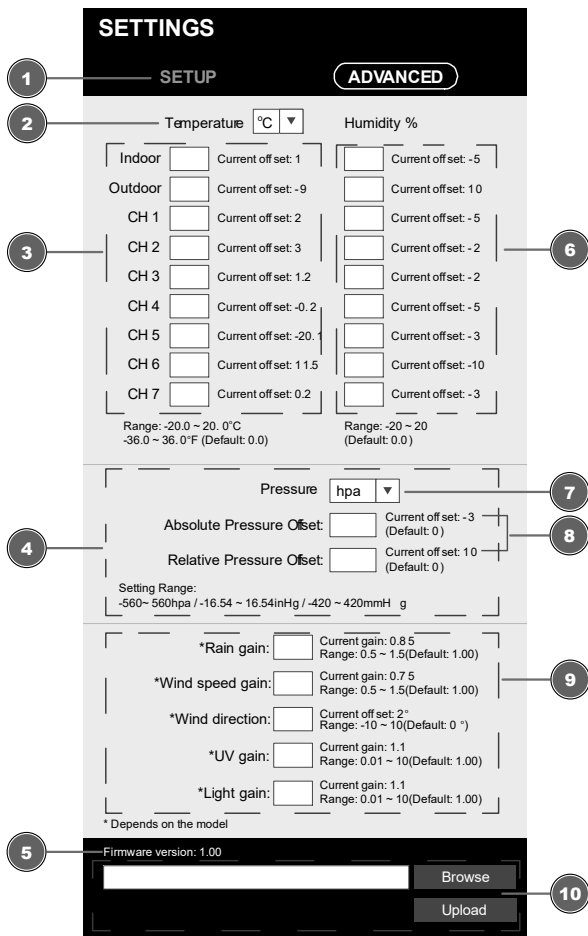 SETTINGS
1 SETUP ADVANCED
2 Temperature °C ▼ Humidity %
Indoor Current offset: 1 Current offset: -5
Outdoor Current offset: -9 Current offset: 10
CH 1 Current offset: 2 Current offset: -5
3 CH 2 Current offset: 3 Current offset: -2 6
CH 3 Current offset: 1.2 Current offset: -2
CH 4 Current offset: -0.2 Current offset: -5
CH 5 Current offset: -20.1 Current offset: -3
CH 6 Current offset: 11.5 Current offset: -10
CH 7 Current offset: 0.2 Current offset: -3
Range: -20.0 ~ 20.0°C Range: -20 ~ 20
-36.0 ~ 36.0°F (Default: 0.0) (Default: 0.0)
Pressure hpa ▼ 7
Absolute Pressure Offset: Current offset: -3
(Default: 0) 8
4 Relative Pressure Offset: Current offset: 10
(Default: 0)
Setting Range:
-560~ 560hpa / -16.54 ~ 16.54inHg / -420 ~ 420mmH g
*Rain gain: Current gain: 0.85
Range: 0.5 ~ 1.5(Default: 1.00)
*Wind speed gain: Current gain: 0.75 9
Range: 0.5 ~ 1.5(Default: 1.00)
*Wind direction: Current offset: 2°
Range: -10 ~ 10(Default: 0 °)
*UV gain: Current gain: 1.1
Range: 0.01 ~ 10(Default: 1.00)
*Light gain: Current gain: 1.1
Range: 0.01 ~ 10(Default: 1.00)
* Depends on the model
5 Firmware version: 1.00
Browse
10
Upload